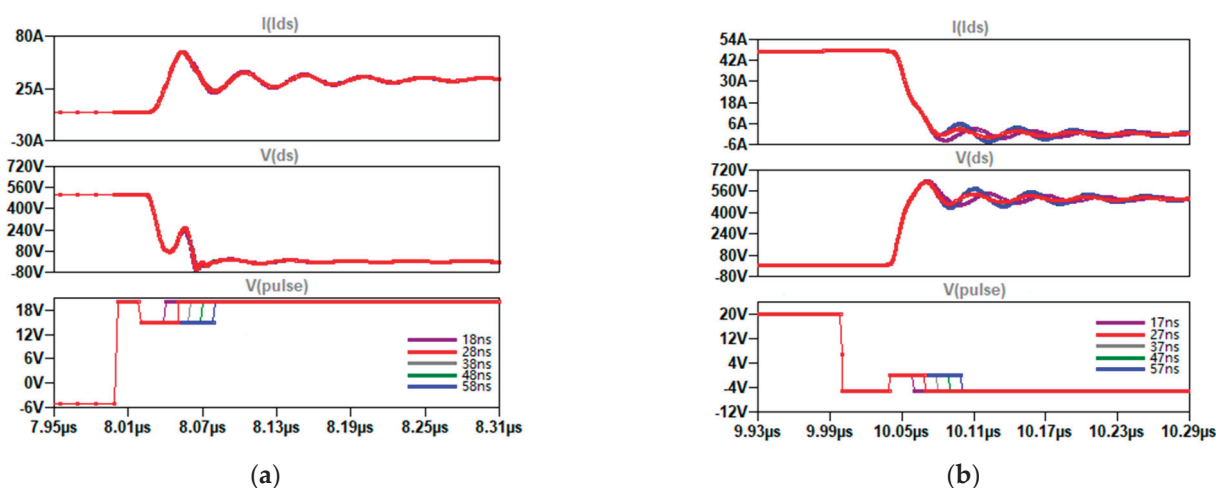 I(Ids)
80A
25A
-30A
V(ds)
720V
560V
400V
240V
80V
-80V
V(pulse)
18V
12V
6V
0V
-6V
18ns
28ns
38ns
48ns
58ns
7.95µs 8.01µs 8.07µs 8.13µs 8.19µs 8.25µs 8.31µs
(a)
I(Ids)
54A
42A
30A
18A
6A
-6A
V(ds)
720V
560V
400V
240V
80V
-80V
V(pulse)
20V
12V
4V
-4V
-12V
17ns
27ns
37ns
47ns
57ns
9.93µs 9.99µs 10.05µs 10.11µs 10.17µs 10.23µs 10.29µs
(b)